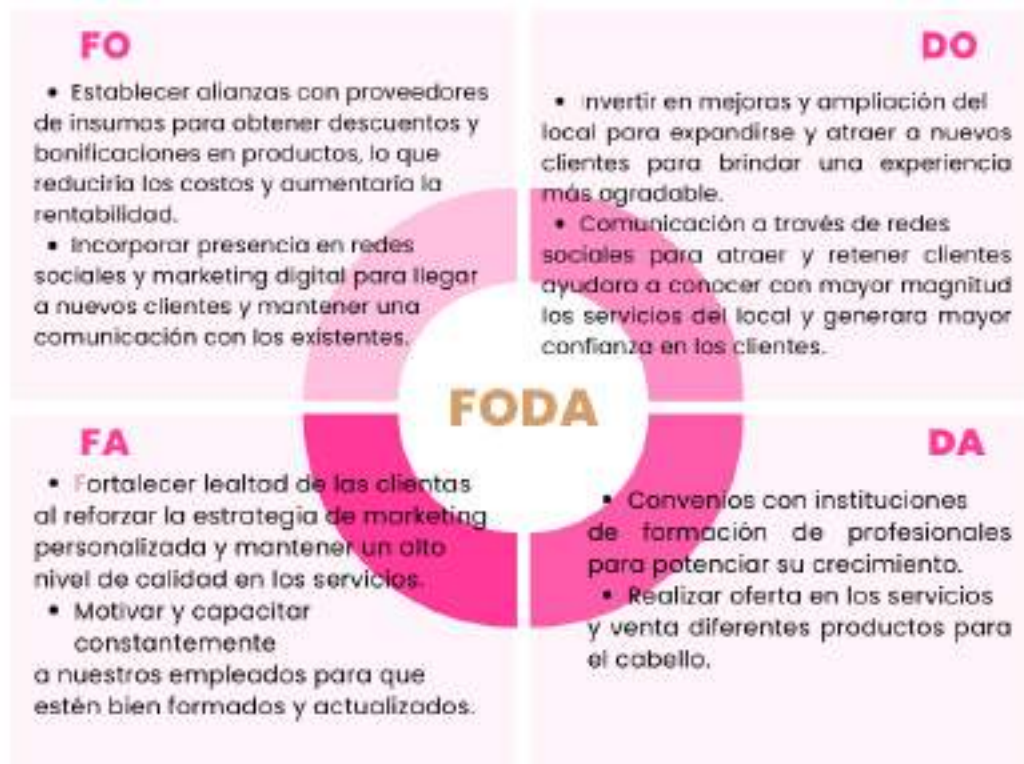 FO
• Establecer alianzas con proveedores
de insumos para obtener descuentos y
bonificaciones en productos, lo que
reduciría los costos y aumentaría la
rentabilidad.
• Incorporar presencia en redes
sociales y marketing digital para llegar
a nuevos clientes y mantener una
comunicación con los existentes.
DO
• Invertir en mejoras y ampliación del
local para expandirse y atraer a nuevos
clientes para brindar una experiencia
más agradable.
• Comunicación a través de redes
sociales para atraer y retener clientes
ayudara a conocer con mayor magnitud
los servicios del local y generara mayor
confianza en los clientes.
FODA
FA
• Fortalecer lealtad de las clientas
al reforzar la estrategia de marketing
personalizada y mantener un alto
nivel de calidad en los servicios.
• Motivar y capacitar
constantemente
a nuestros empleados para que
estén bien formados y actualizados.
DA
• Convenios con instituciones
de formación de profesionales
para potenciar su crecimiento.
• Realizar oferta en los servicios
y venta diferentes productos para
el cabello.